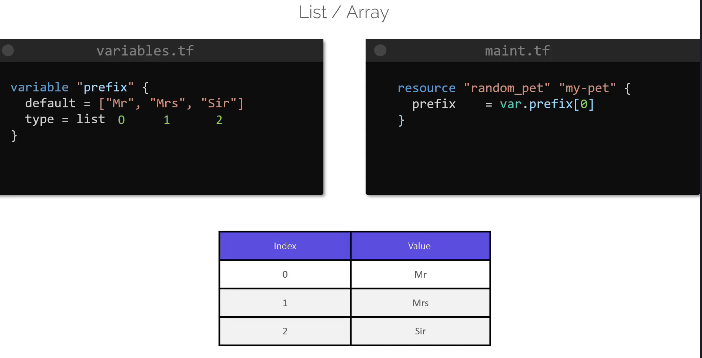 List / Array
variables.tf
variable "prefix" {
  default = ["Mr", "Mrs", "Sir"]
  type = list 0 1 2
}
maint.tf
resource "random_pet" "my-pet" {
  prefix    = var.prefix[0]
}
Index Value
0 Mr
1 Mrs
2 Sir